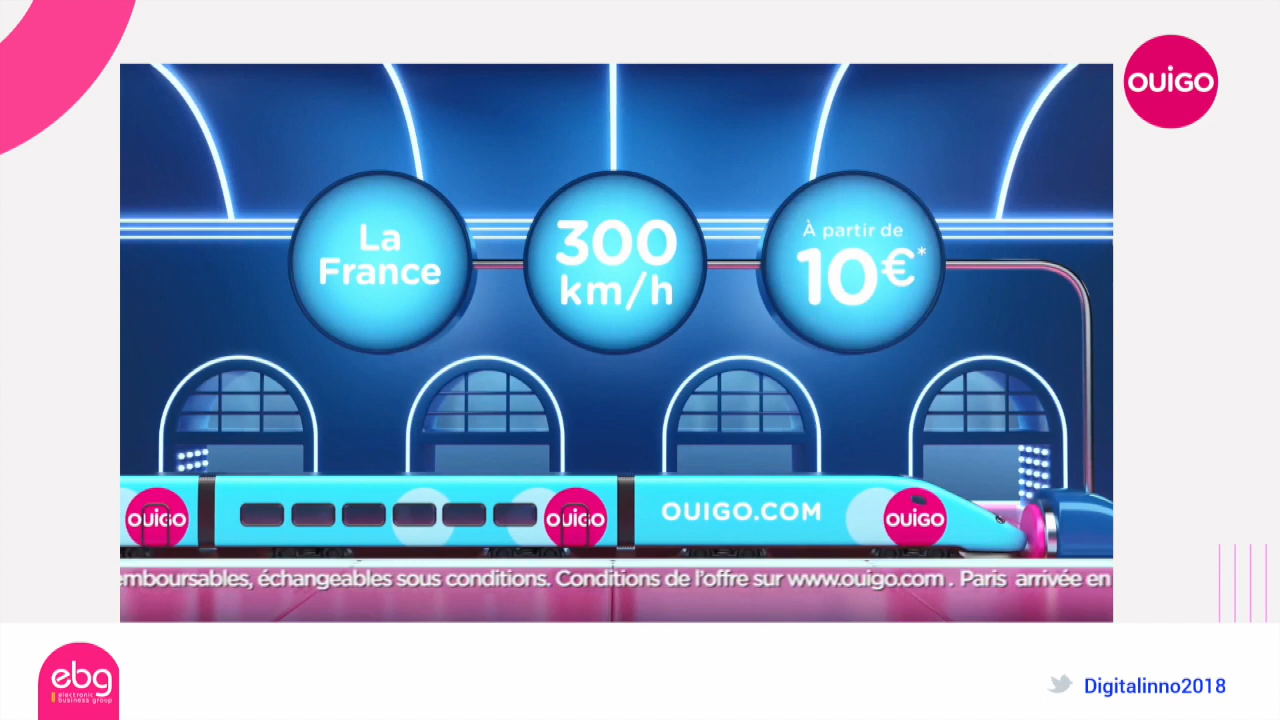 OUIGO
La
France
300
km/h
À partir de
10€*
OUIGO
OUIGO
OUIGO.COM
OUIGO
emboursables, échangeables sous conditions. Conditions de l'offre sur www.ouigo.com . Paris arrivée en
ebg
electronic
business group
Digitalinno2018